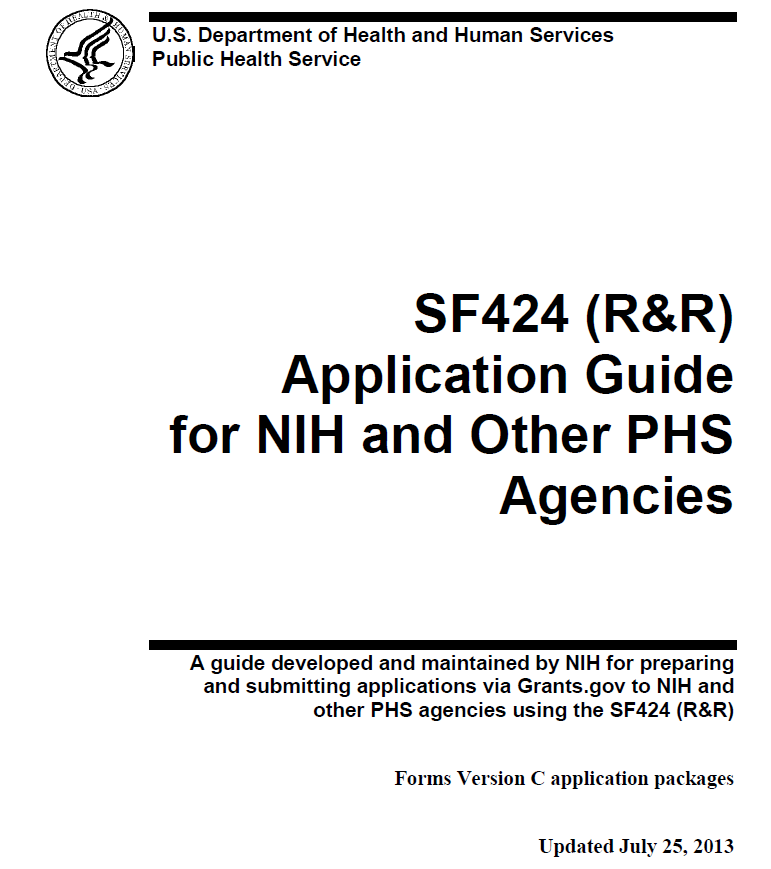 U.S. Department of Health and Human Services
Public Health Service
DEPARTMENT OF HEALTH & HUMAN SERVICES · USA
SF424 (R&R)
Application Guide
for NIH and Other PHS
Agencies
A guide developed and maintained by NIH for preparing
and submitting applications via Grants.gov to NIH and
other PHS agencies using the SF424 (R&R)
Forms Version C application packages
Updated July 25, 2013